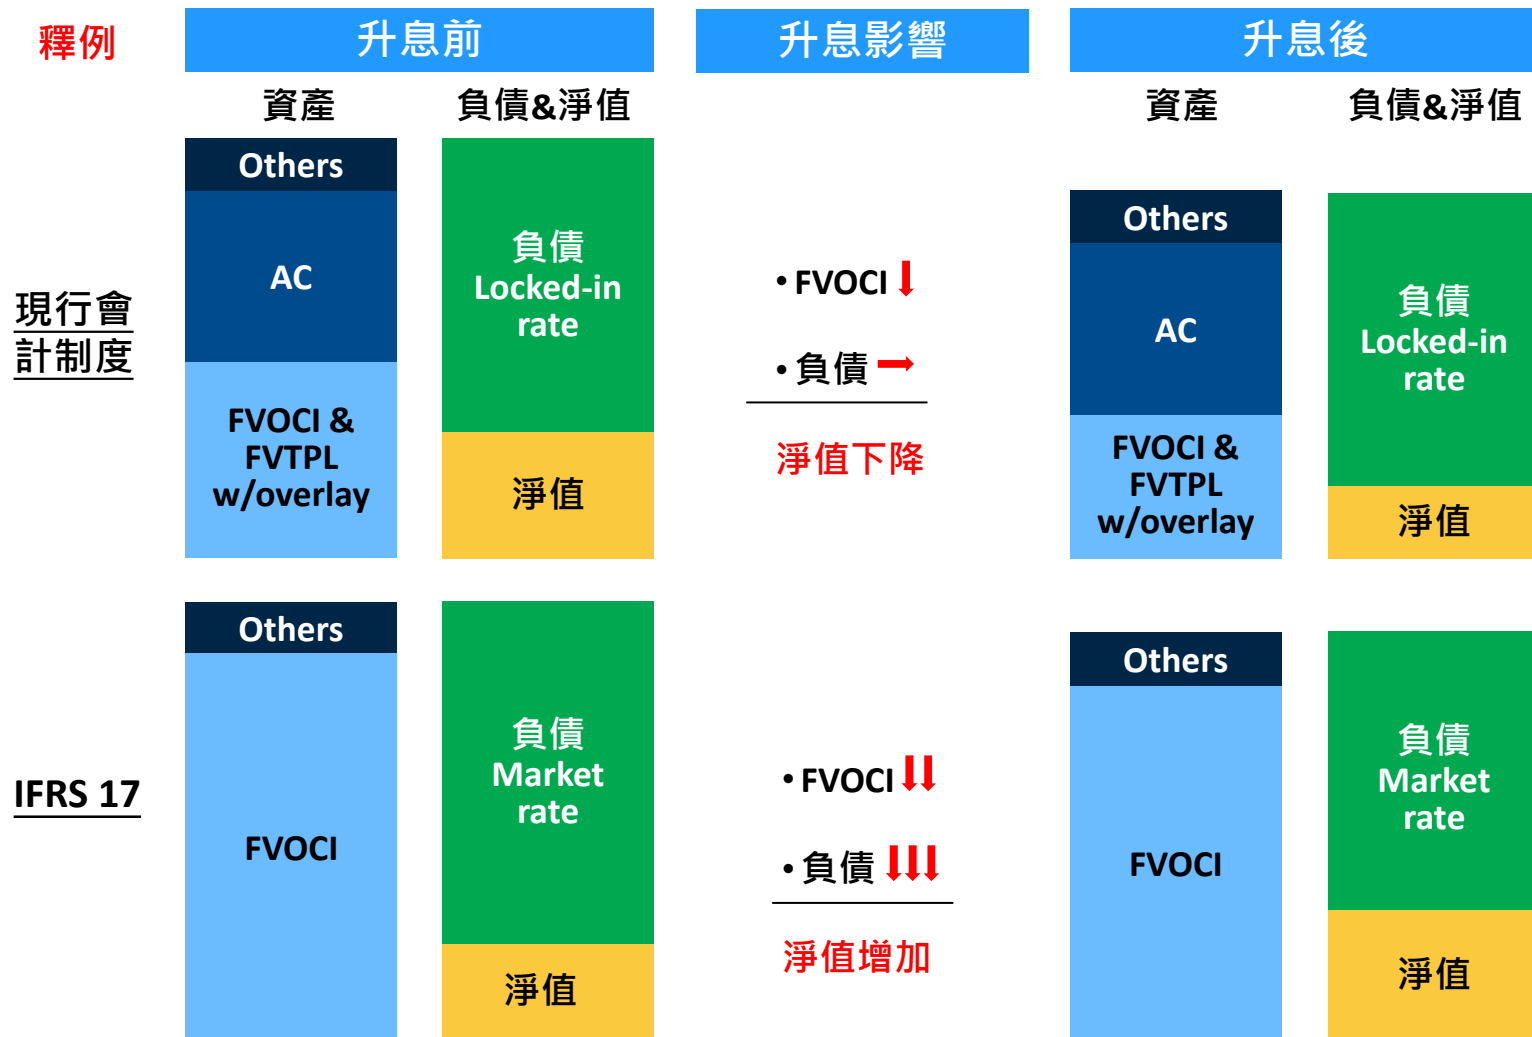 釋例
升息前
升息影響
升息後
資產
負債&淨值
資產
負債&淨值
現行會
計制度
Others
AC
FVOCI &
FVTPL
w/overlay
負債
Locked-in
rate
淨值
• FVOCI
• 負債
淨值下降
Others
AC
FVOCI &
FVTPL
w/overlay
負債
Locked-in
rate
淨值
IFRS 17
Others
FVOCI
負債
Market
rate
淨值
• FVOCI
• 負債
淨值增加
Others
FVOCI
負債
Market
rate
淨值